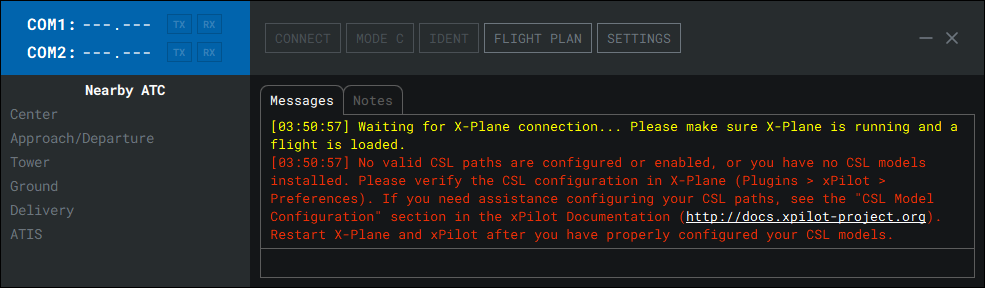 COM1: ---.--- TX RX
COM2: ---.--- TX RX
CONNECT MODE C IDENT FLIGHT PLAN SETTINGS
Nearby ATC
Center
Approach/Departure
Tower
Ground
Delivery
ATIS
Messages Notes
[03:50:57] Waiting for X-Plane connection... Please make sure X-Plane is running and a
flight is loaded.
[03:50:57] No valid CSL paths are configured or enabled, or you have no CSL models
installed. Please verify the CSL configuration in X-Plane (Plugins > xPilot >
Preferences). If you need assistance configuring your CSL paths, see the "CSL Model
Configuration" section in the xPilot Documentation (http://docs.xpilot-project.org).
Restart X-Plane and xPilot after you have properly configured your CSL models.